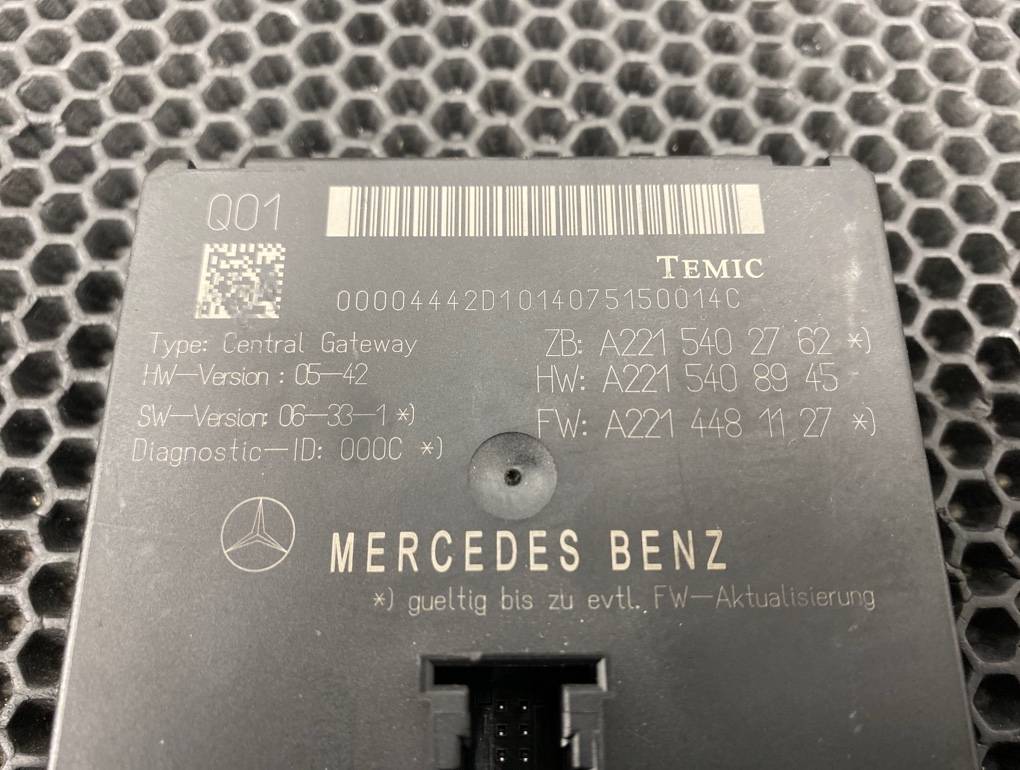 Q01
TEMIC
00004442D1014075150014C
Type: Central Gateway
HW-Version : 05-42
SW-Version: 06-33-1 *)
Diagnostic-ID: 000C *)
ZB: A221 540 27 62 *)
HW: A221 540 89 45
FW: A221 448 11 27 *)
MERCEDES BENZ
*) gueltig bis zu evtl. FW-Aktualisierung